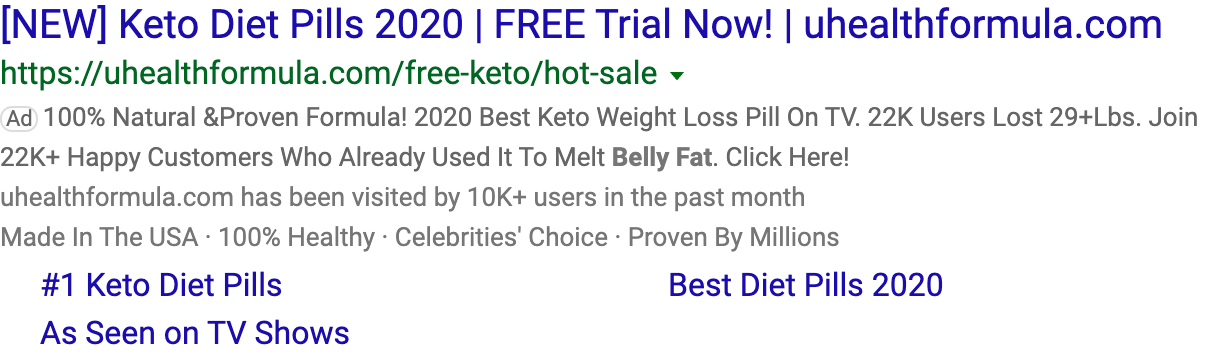 [NEW] Keto Diet Pills 2020 | FREE Trial Now! | uhealthformula.com
https://uhealthformula.com/free-keto/hot-sale
Ad 100% Natural &Proven Formula! 2020 Best Keto Weight Loss Pill On TV. 22K Users Lost 29+Lbs. Join
22K+ Happy Customers Who Already Used It To Melt Belly Fat. Click Here!
uhealthformula.com has been visited by 10K+ users in the past month
Made In The USA · 100% Healthy · Celebrities' Choice · Proven By Millions
#1 Keto Diet Pills
Best Diet Pills 2020
As Seen on TV Shows